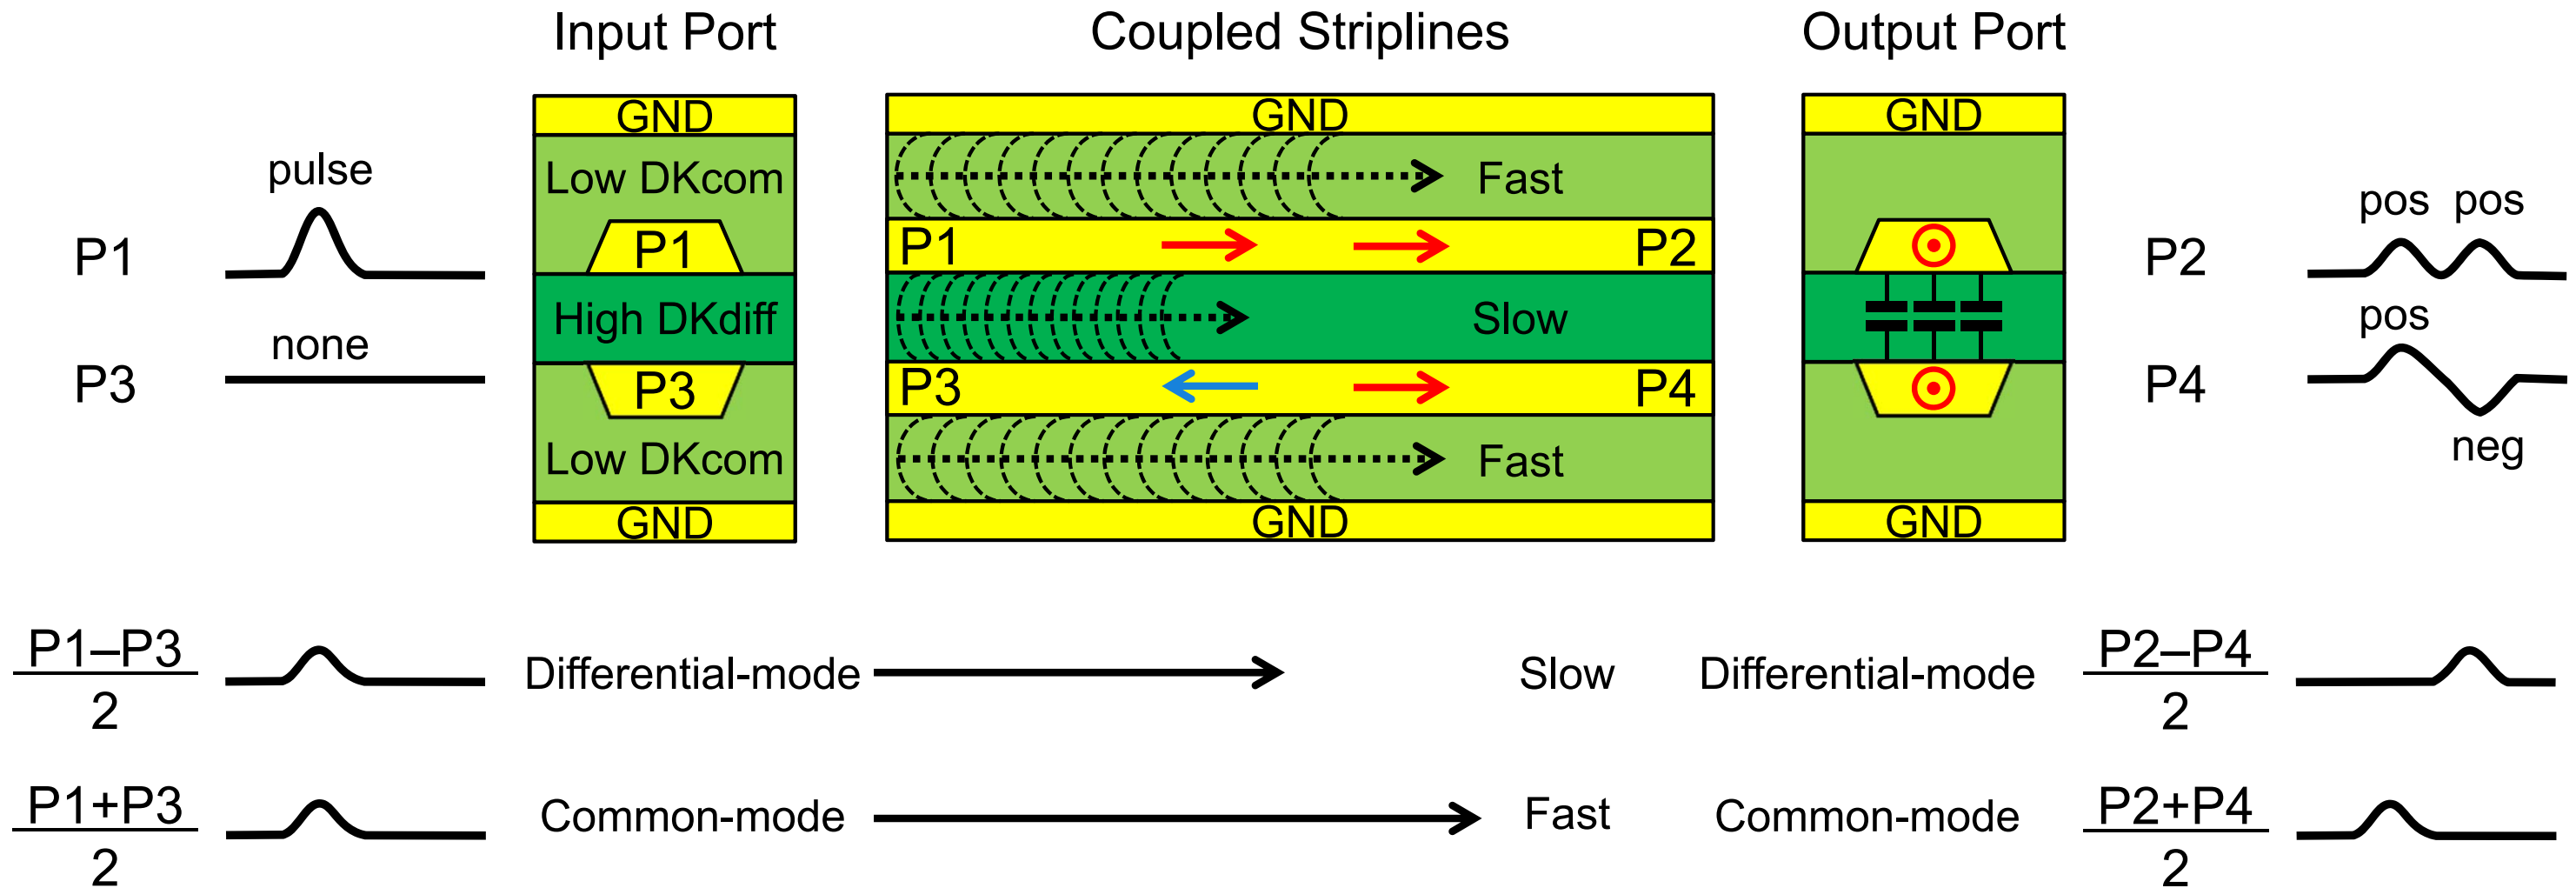 Input Port
Coupled Striplines
Output Port
GND
GND
GND
pulse
Low DKcom
Fast
pos pos
P1
P1
P1
P2
P2
High DKdiff
Slow
none
pos
P3
P3
P3
P4
P4
Low DKcom
Fast
neg
GND
GND
GND
P1–P3
2
Differential-mode
Slow
Differential-mode
P2–P4
2
P1+P3
2
Common-mode
Fast
Common-mode
P2+P4
2